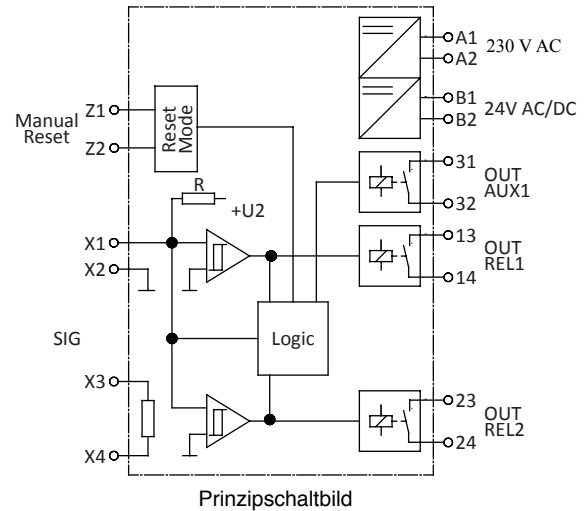 A1
230 V AC
A2
B1
24V AC/DC
B2
Manual
Reset
Z1
Z2
Reset
Mode
31
OUT
AUX1
32
R
+U2
X1
X2
13
OUT
REL1
14
SIG
Logic
X3
X4
23
OUT
REL2
24
Prinzipschaltbild